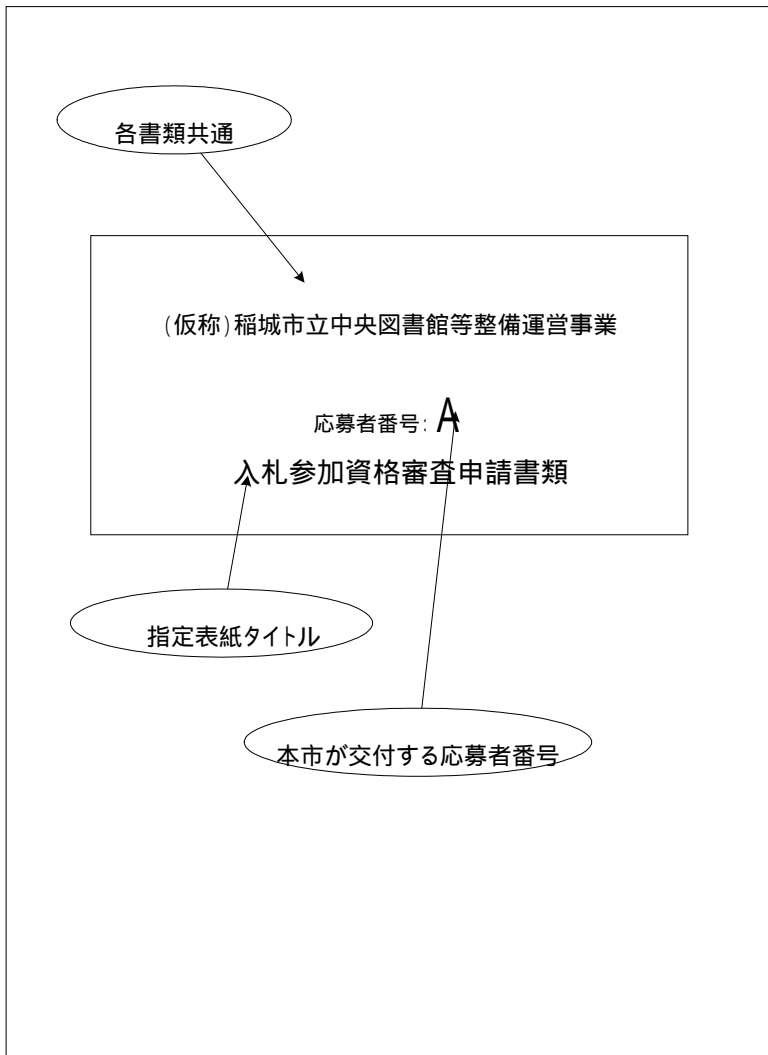 各書類共通
(仮称)稲城市立中央図書館等整備運営事業
応募者番号: A
入札参加資格審査申請書類
指定表紙タイトル
本市が交付する応募者番号